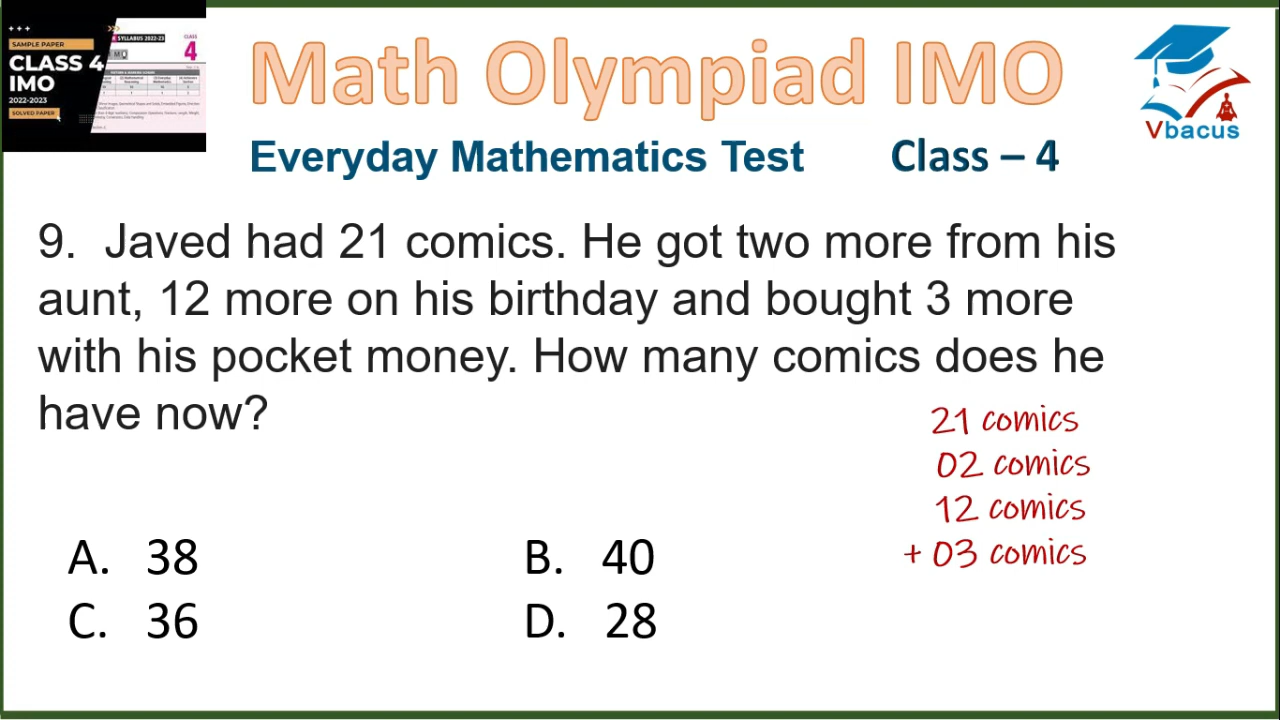 SAMPLE PAPER
CLASS 4
IMO
2022-2023
SOLVED PAPER
SYLLABUS 2022-23
CLASS
4
Math Olympiad IMO
Everyday Mathematics Test Class – 4
Vbacus
9. Javed had 21 comics. He got two more from his
aunt, 12 more on his birthday and bought 3 more
with his pocket money. How many comics does he
have now?
21 comics
02 comics
12 comics
+ 03 comics
A. 38 B. 40
C. 36 D. 28